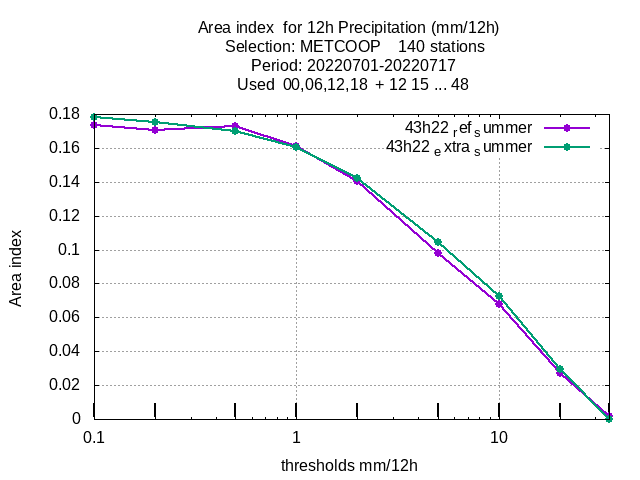 Area index  for 12h Precipitation (mm/12h)
Selection: METCOOP    140 stations
Period: 20220701-20220717
Used  00,06,12,18  + 12 15 ... 48
0.18
0.16
0.14
0.12
0.1
0.08
0.06
0.04
0.02
0
Area index
43h22 ref summer
43h22 extra summer
0.1
1
10
thresholds mm/12h